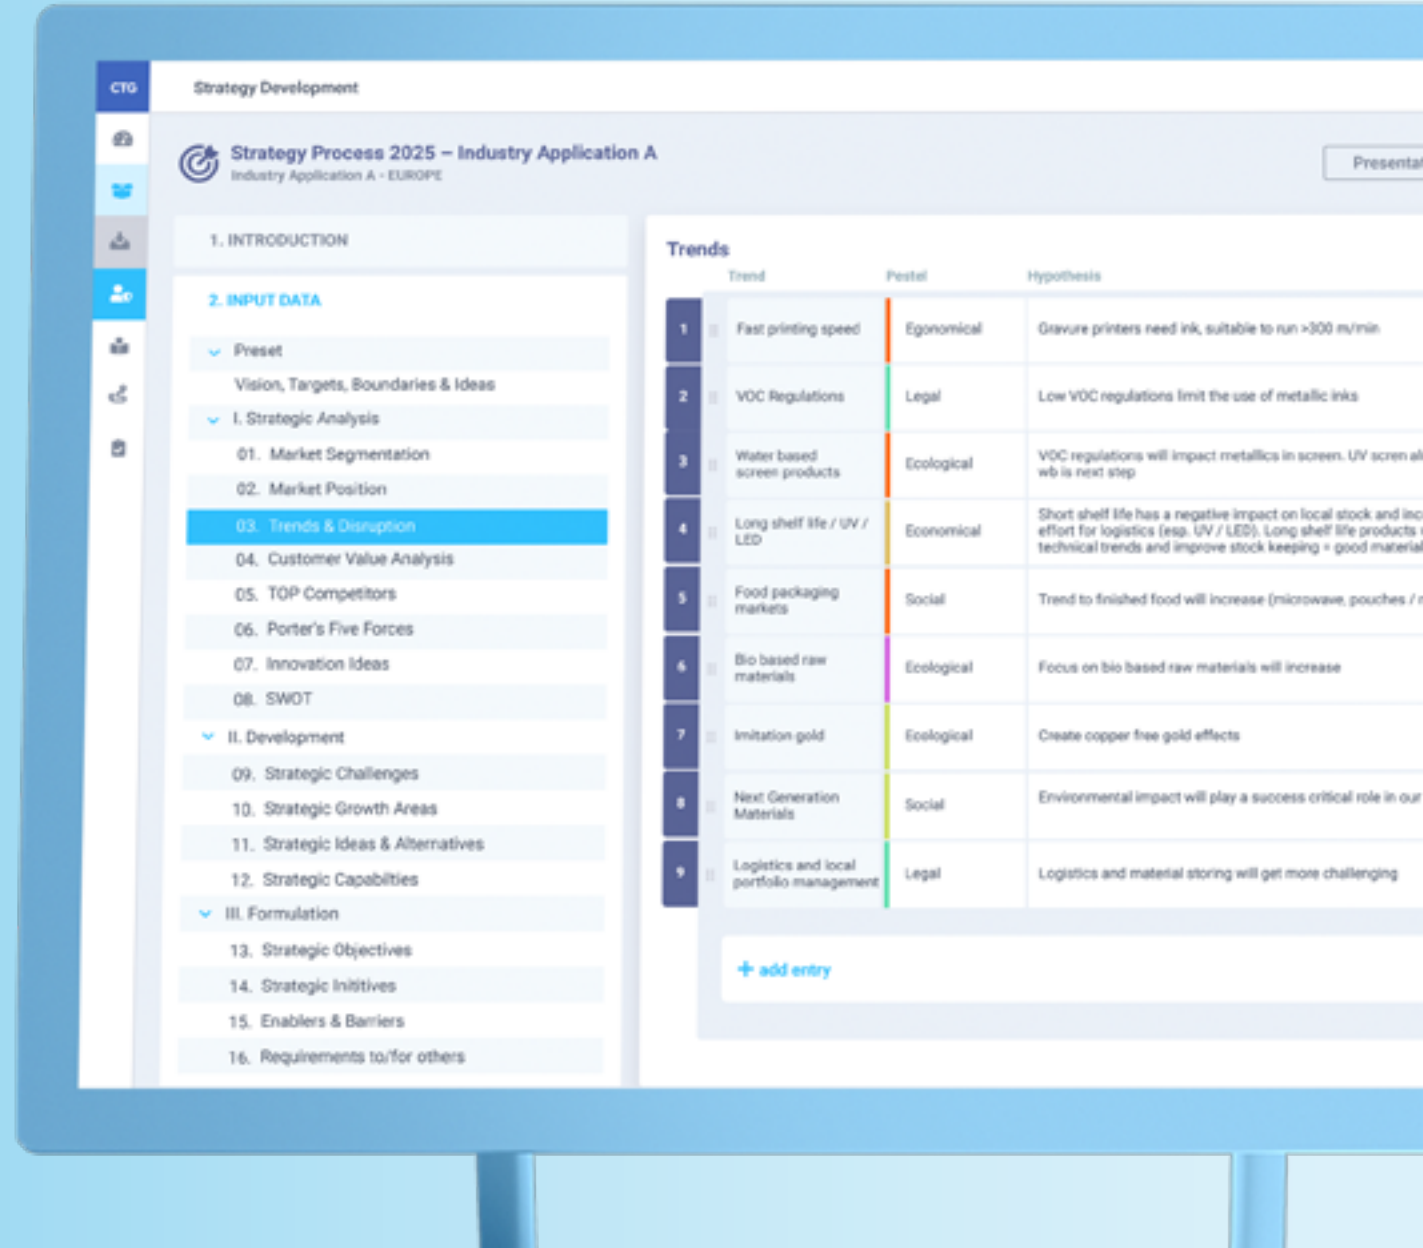 CTG
Strategy Development
Strategy Process 2025 – Industry Application A
Industry Application A - EUROPE
Presentat
1. INTRODUCTION
2. INPUT DATA
Preset
Vision, Targets, Boundaries & Ideas
I. Strategic Analysis
01. Market Segmentation
02. Market Position
03. Trends & Disruption
04. Customer Value Analysis
05. TOP Competitors
06. Porter's Five Forces
07. Innovation Ideas
08. SWOT
II. Development
09. Strategic Challenges
10. Strategic Growth Areas
11. Strategic Ideas & Alternatives
12. Strategic Capabilties
III. Formulation
13. Strategic Objectives
14. Strategic Inititives
15. Enablers & Barriers
16. Requirements to/for others
Trends
Trend Pestel Hypothesis
1 Fast printing speed Egonomical Gravure printers need ink, suitable to run >300 m/min
2 VOC Regulations Legal Low VOC regulations limit the use of metallic inks
3 Water based
screen products
Ecological
VOC regulations will impact metallics in screen. UV scren al
wb is next step
4 Long shelf life / UV /
LED
Economical
Short shelf life has a negative impact on local stock and inc
effort for logistics (esp. UV / LED). Long shelf life products
technical trends and improve stock keeping = good material
5 Food packaging
markets
Social
Trend to finished food will increase (microwave, pouches /
6 Bio based raw
materials
Ecological
Focus on bio based raw materials will increase
7 Imitation gold Ecological Create copper free gold effects
8 Next Generation
Materials
Social
Environmental impact will play a success critical role in our
9 Logistics and local
portfolio management
Legal
Logistics and material storing will get more challenging
+ add entry